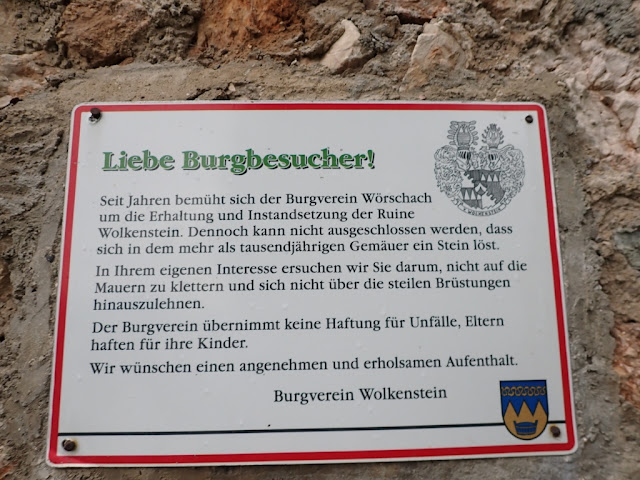 Liebe Burgbesucher!
Seit Jahren bemüht sich der Burgverein Wörschach
um die Erhaltung und Instandsetzung der Ruine
Wolkenstein. Dennoch kann nicht ausgeschlossen werden, dass
sich in dem mehr als tausendjährigen Gemäuer ein Stein löst.
In Ihrem eigenen Interesse ersuchen wir Sie darum, nicht auf die
Mauern zu klettern und sich nicht über die steilen Brüstungen
hinauszulehnen.
Der Burgverein übernimmt keine Haftung für Unfälle, Eltern
haften für ihre Kinder.
Wir wünschen einen angenehmen und erholsamen Aufenthalt.
Burgverein Wolkenstein